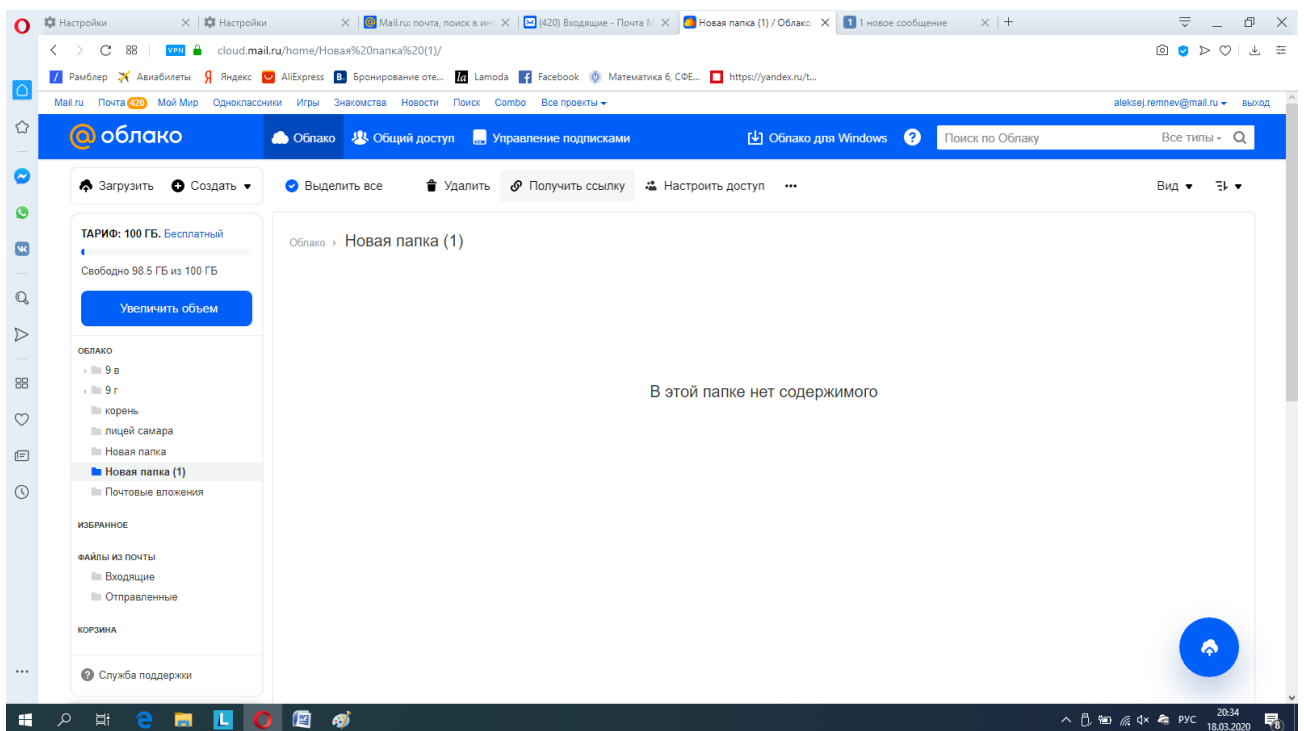 Настройки Настройки Mail.ru: почта, поиск в инт (420) Входящие - Почта M Новая папка (1) / Облако 1 1 новое сообщение
VPN cloud.mail.ru/home/Новая%20папка%20(1)/
Рамблер Авиабилеты Яндекс AliExpress Бронирование оте... Lamoda Facebook Математика 6, СФЕ... https://yandex.ru/т...
Mail.ru Почта 420 Мой Мир Одноклассники Игры Знакомства Новости Поиск Combo Все проекты aleksej.remnev@mail.ru выход
облако Облако Общий доступ Управление подписками Облако для Windows ? Поиск по Облаку Все типы
Загрузить Создать Выделить все Удалить Получить ссылку Настроить доступ ••• Вид
ТАРИФ: 100 ГБ. Бесплатный
Облако Новая папка (1)
Свободно 98.5 ГБ из 100 ГБ
Увеличить объем
ОБЛАКО
9 в
9 г
корень
лицей самара
Новая папка
Новая папка (1)
Почтовые вложения
В этой папке нет содержимого
ИЗБРАННОЕ
ФАЙЛЫ ИЗ ПОЧТЫ
Входящие
Отправленные
КОРЗИНА
Служба поддержки
РУС 20:34
18.03.2020 8